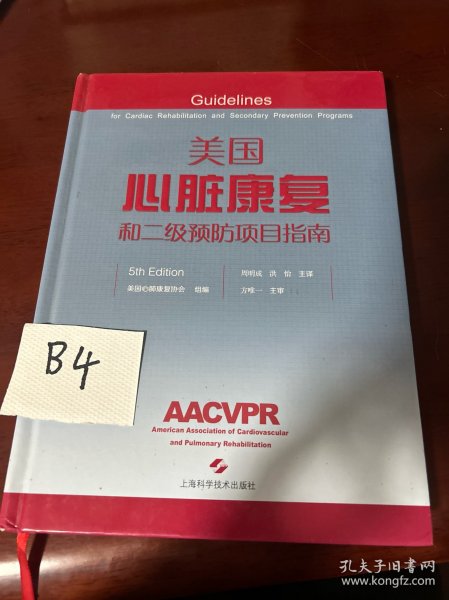 Guidelines
for Cardiac Rehabilitation and Secondary Prevention Programs
美国
心脏康复
和二级预防项目指南
5th Edition
美国心肺康复协会 组编
周明成 洪怡 主译
方唯一 主审
B4
AACVPR
American Association of Cardiovascular
and Pulmonary Rehabilitation
上海科学技术出版社
孔夫子旧书网
www.kongfz.com